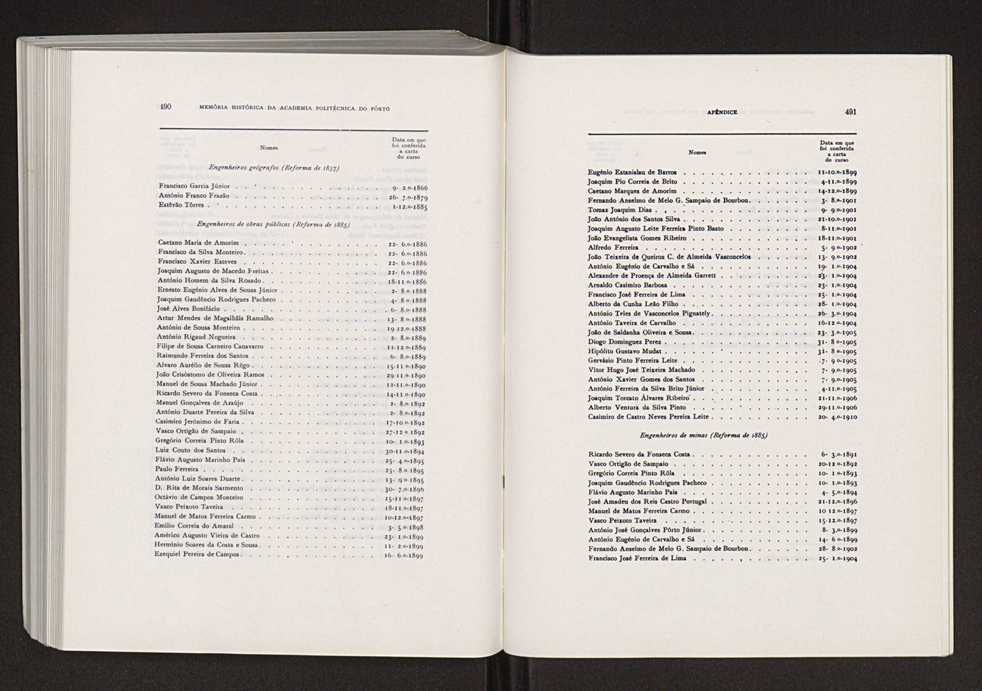 490 MEMÓRIA HISTÓRICA DA ACADEMIA POLITÉCNICA DO PÔRTO
Nomes
Data em que
foi conferida
a carta
do curso
Engenheiros geógrafos (Reforma de 1837)
Francisco Garcia Júnior 9- 2.º-1866
António Franco Frazão 26- 7.º-1879
Estêvão Tôrres 1-12.º-1885
Engenheiros de obras públicas (Reforma de 1885)
Caetano Maria de Amorim 22- 6.º-1886
Francisco da Silva Monteiro 22- 6.º-1886
Francisco Xavier Esteves 22- 6.º-1886
Joaquim Augusto de Macedo Freitas 22- 6.º-1886
António Homem da Silva Rosado 18-11.º-1886
Ernesto Eugénio Alves de Sousa Júnior 2- 8.º-1888
Joaquim Gaudêncio Rodrigues Pacheco 4- 8.º-1888
José Alves Bonifácio 6- 8.º-1888
Artur Mendes de Magalhãis Ramalho 13- 8.º-1888
António de Sousa Monteiro 19-12.º-1888
António Rigaud Nogueira 2- 8.º-1889
Filipe de Sousa Carneiro Canavarro 11-12.º-1889
Raimundo Ferreira dos Santos 6- 8.º-1889
Alvaro Aurélio de Sousa Rêgo 15-11.º-1890
João Crisóstomo de Oliveira Ramos 29-11.º-1890
Manuel de Sousa Machado Júnior 12-11.º-1890
Ricardo Severo da Fonseca Costa 14-11.º-1890
Manuel Gonçalves de Araújo 2- 8.º-1892
António Duarte Pereira da Silva 2- 8.º-1892
Casimiro Jerónimo de Faria 17-10.º-1892
Vasco Ortigão de Sampaio 27-12.º-1892
Gregório Correia Pinto Rôla 10- 1.º-1893
Luiz Couto dos Santos 30-11.º-1894
Flávio Augusto Marinho Pais 25- 4.º-1895
Paulo Ferreira 23- 8.º-1895
António Luiz Soares Duarte 13- 9.º-1895
D. Rita de Morais Sarmento 30- 7.º-1896
Octávio de Campos Monteiro 15-11.º-1897
Vasco Peixoto Taveira 18-11.º-1897
Manuel de Matos Ferreira Carmo 10-12.º-1897
Emílio Correia do Amaral 3- 5.º-1898
Américo Augusto Vieira de Castro 23- 1.º-1899
Hermínio Soares da Costa e Sousa 11- 2.º-1899
Ezequiel Pereira de Campos 16- 6.º-1899
APÊNDICE 491
Nomes
Data em que
foi conferida
a carta
do curso
Eugénio Estanislau de Barros 11-10.º-1899
Joaquim Pio Correia de Brito 4-11.º-1899
Caetano Marques de Amorim 14-12.º-1899
Fernando Anselmo de Melo G. Sampaio de Bourbon 3- 8.º-1901
Tomas Joaquim Dias 9- 9.º-1901
João António dos Santos Silva 21-10.º-1901
Joaquim Augusto Leite Ferreira Pinto Basto 8-11.º-1901
João Evangelista Gomes Ribeiro 18-11.º-1901
Alfredo Ferreira 5- 9.º-1902
João Teixeira de Queiroz C. de Almeida Vasconcelos 13- 9.º-1902
António Eugénio de Carvalho e Sá 19- 1.º-1904
Alexandre de Proença de Almeida Garrett 23- 1.º-1904
Arnaldo Casimiro Barbosa 23- 1.º-1904
Francisco José Ferreira de Lima 25- 1.º-1904
Alberto da Cunha Leão Filho 28- 1.º-1904
António Teles de Vasconcelos Pignately 26- 3.º-1904
António Taveira de Carvalho 16-12.º-1904
João de Saldanha Oliveira e Sousa 23- 3.º-1905
Diogo Domingues Peres 31- 8.º-1905
Hipólito Gustavo Mudat 31- 8.º-1905
Gervásio Pinto Ferreira Leite 7- 9.º-1905
Vítor Hugo José Teixeira Machado 7- 9.º-1905
António Xavier Gomes dos Santos 7- 9.º-1905
António Ferreira da Silva Brito Júnior 4-11.º-1905
Joaquim Torcato Alvares Ribeiro 21-11.º-1906
Alberto Ventura da Silva Pinto 29-11.º-1906
Casimiro de Castro Neves Pereira Leite 20- 4.º-1910
Engenheiros de minas (Reforma de 1885)
Ricardo Severo da Fonseca Costa 6- 3.º-1891
Vasco Ortigão de Sampaio 20-12.º-1892
Gregório Correia Pinto Rôla 10- 1.º-1893
Joaquim Gaudêncio Rodrigues Pacheco 10- 1.º-1893
Flávio Augusto Marinho Pais 4- 5.º-1894
José Amadeu dos Reis Castro Portugal 21-12.º-1896
Manuel de Matos Ferreira Carmo 10 12.º-1897
Vasco Peixoto Taveira 15-12.º-1897
António José Gonçalves Pôrto Júnior 8- 3.º-1899
António Eugénio de Carvalho e Sá 14- 6.º-1899
Fernando Anselmo de Melo G. Sampaio de Bourbon 28- 8.º-1902
Francisco José Ferreira de Lima 25- 1.º-1904